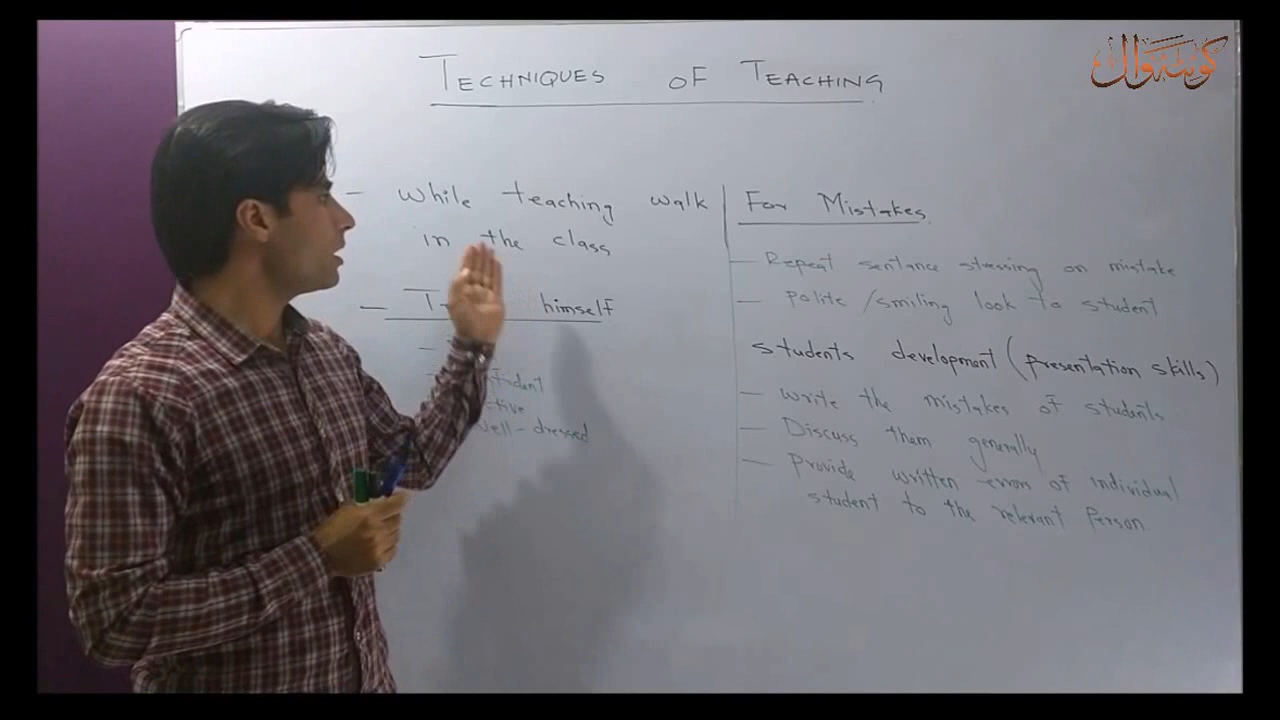 TECHNIQUES OF TEACHING
- While teaching walk
in the class
- himself
-
- well-dressed
For Mistakes
- Repeat sentance stressing on mistake
- polite/smiling look to student
students development (presentation skills)
- write the mistakes of students
- Discuss them generally
- Provide written errors of individual
student to the relevant Person.